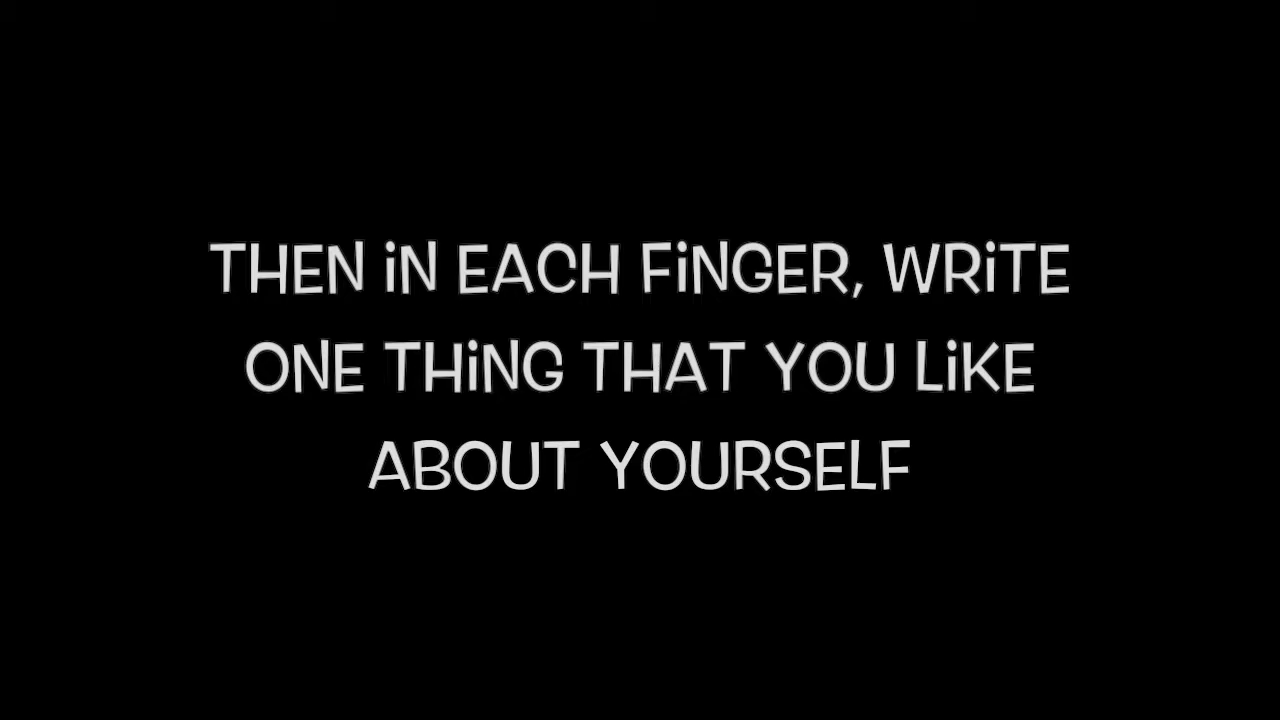 THEN iN EACH FiNGER, WRiTE
ONE THiNG THAT YOU LiKE
ABOUT YOURSELF